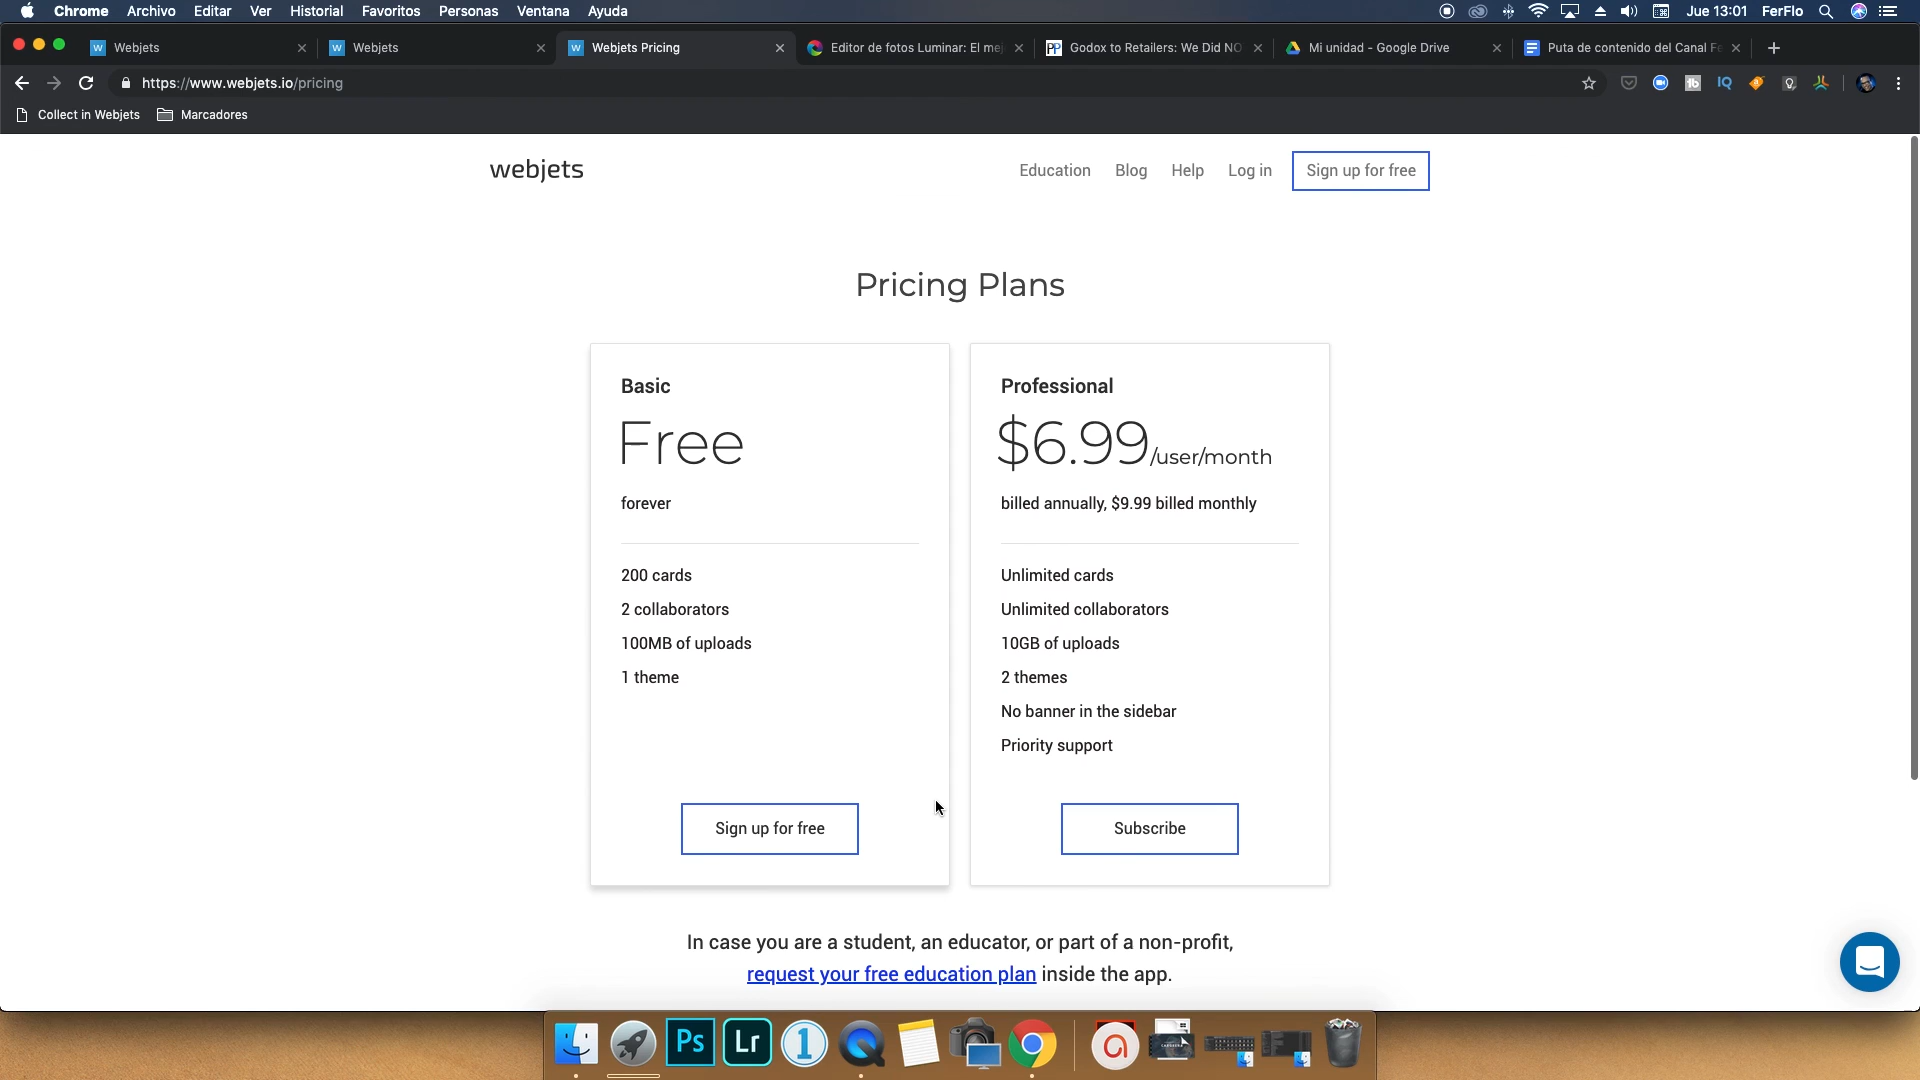 Chrome Archivo Editar Ver Historial Favoritos Personas Ventana Ayuda Jue 13:01 FerFlo
Webjets Webjets Webjets Pricing Editor de fotos Luminar: El mej Godox to Retailers: We Did NO Mi unidad - Google Drive Puta de contenido del Canal Fe
https://www.webjets.io/pricing
Collect in Webjets Marcadores
webjets Education Blog Help Log in Sign up for free
Pricing Plans
Basic
Free
forever
200 cards
2 collaborators
100MB of uploads
1 theme
Sign up for free
Professional
$6.99/user/month
billed annually, $9.99 billed monthly
Unlimited cards
Unlimited collaborators
10GB of uploads
2 themes
No banner in the sidebar
Priority support
Subscribe
In case you are a student, an educator, or part of a non-profit,
request your free education plan inside the app.
Ps Lr 1